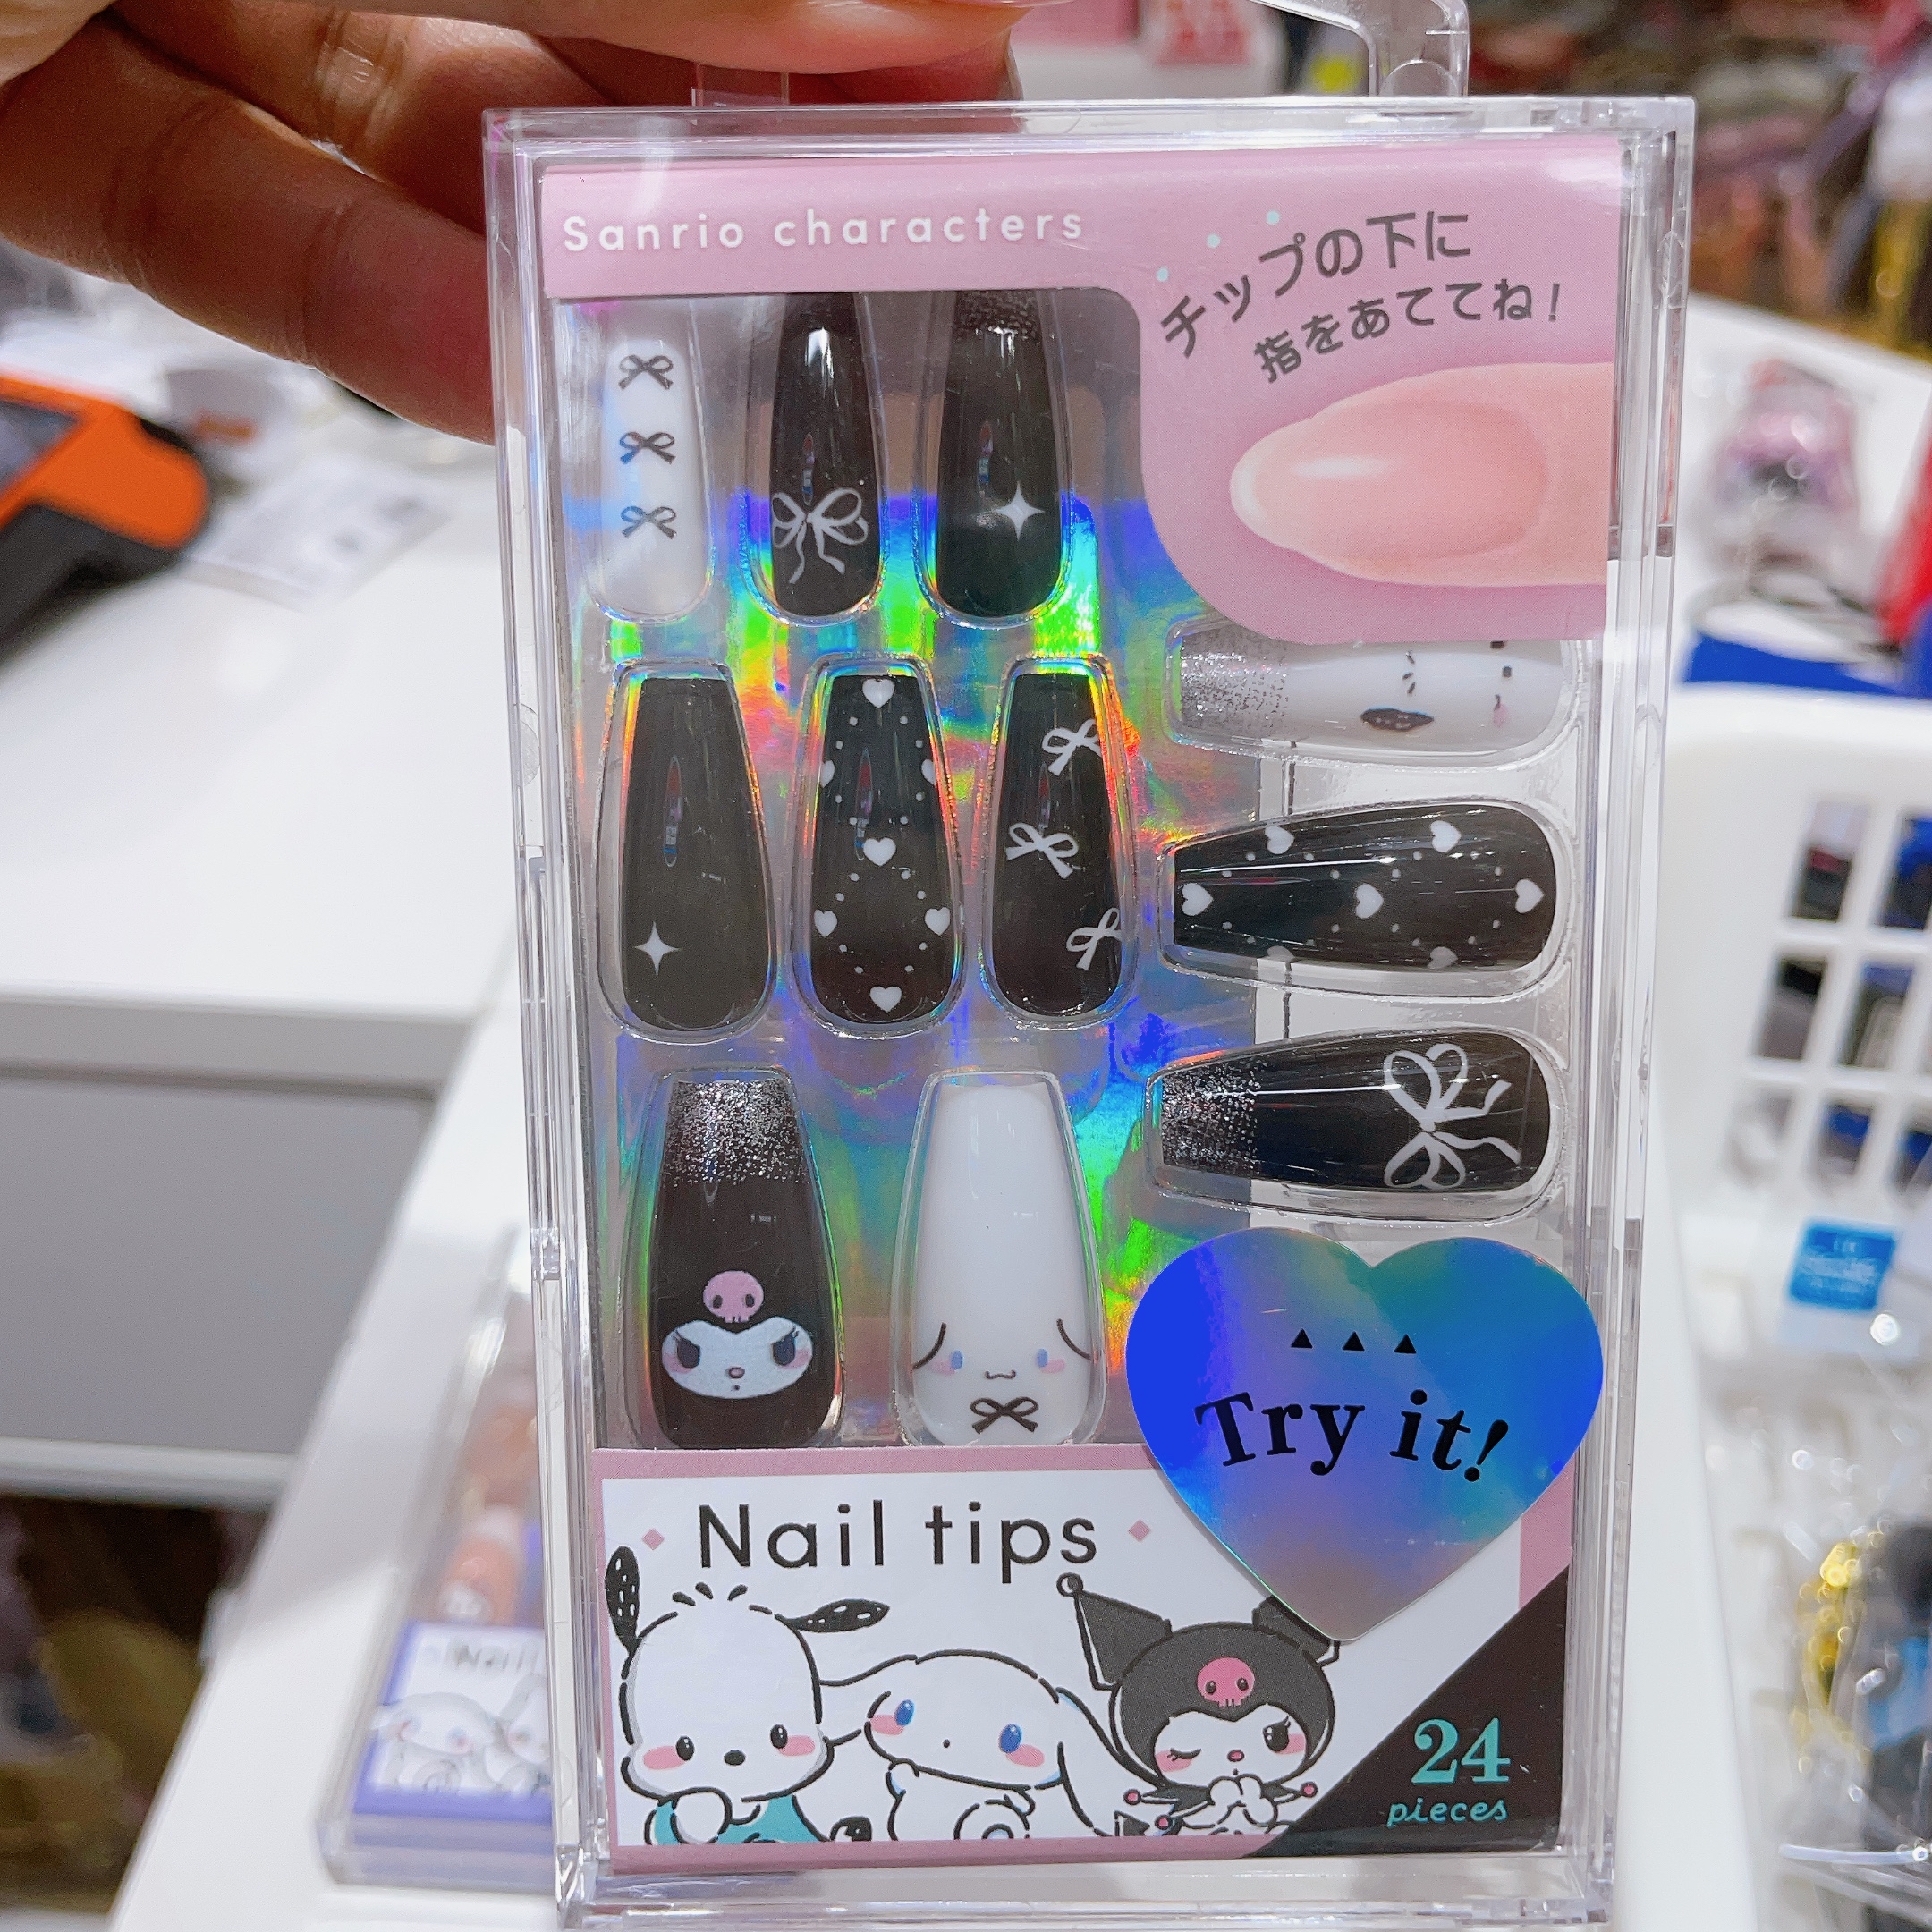 Sanrio characters
チップの下に
指をあててね!
Try it!
Nail tips
24
pieces
Nail